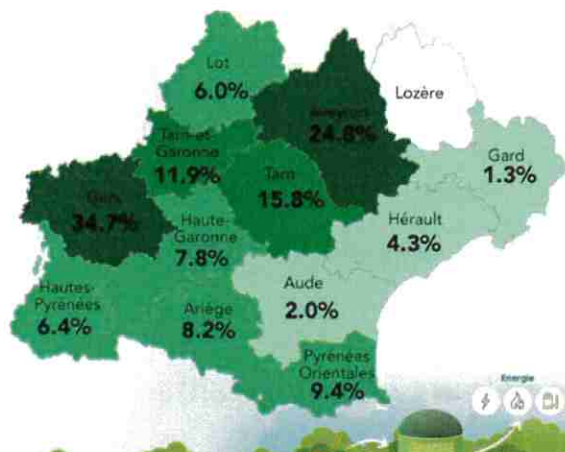 Lot
6.0%
Aveyron
24.8%
Lozère
Tarn-et-
Garonne
11.9%
Tarn
15.8%
Gard
1.3%
Gers
34.7%
Haute-
Garonne
7.8%
Hérault
4.3%
Hautes-
Pyrénées
6.4%
Ariège
8.2%
Aude
2.0%
Pyrénées
Orientales
9.4%
Energie